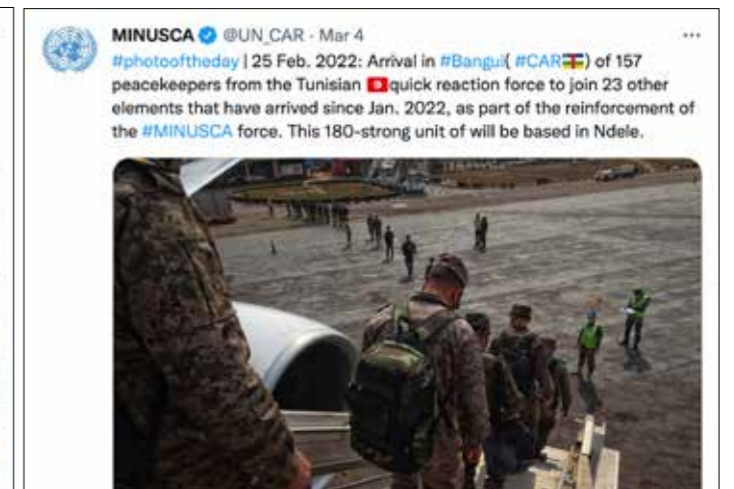 MINUSCA @UN_CAR · Mar 4
#photooftheday | 25 Feb. 2022: Arrival in #Bangui( #CAR🇨🇫) of 157
peacekeepers from the Tunisian 🇹🇳quick reaction force to join 23 other
elements that have arrived since Jan. 2022, as part of the reinforcement of
the #MINUSCA force. This 180-strong unit of will be based in Ndele.